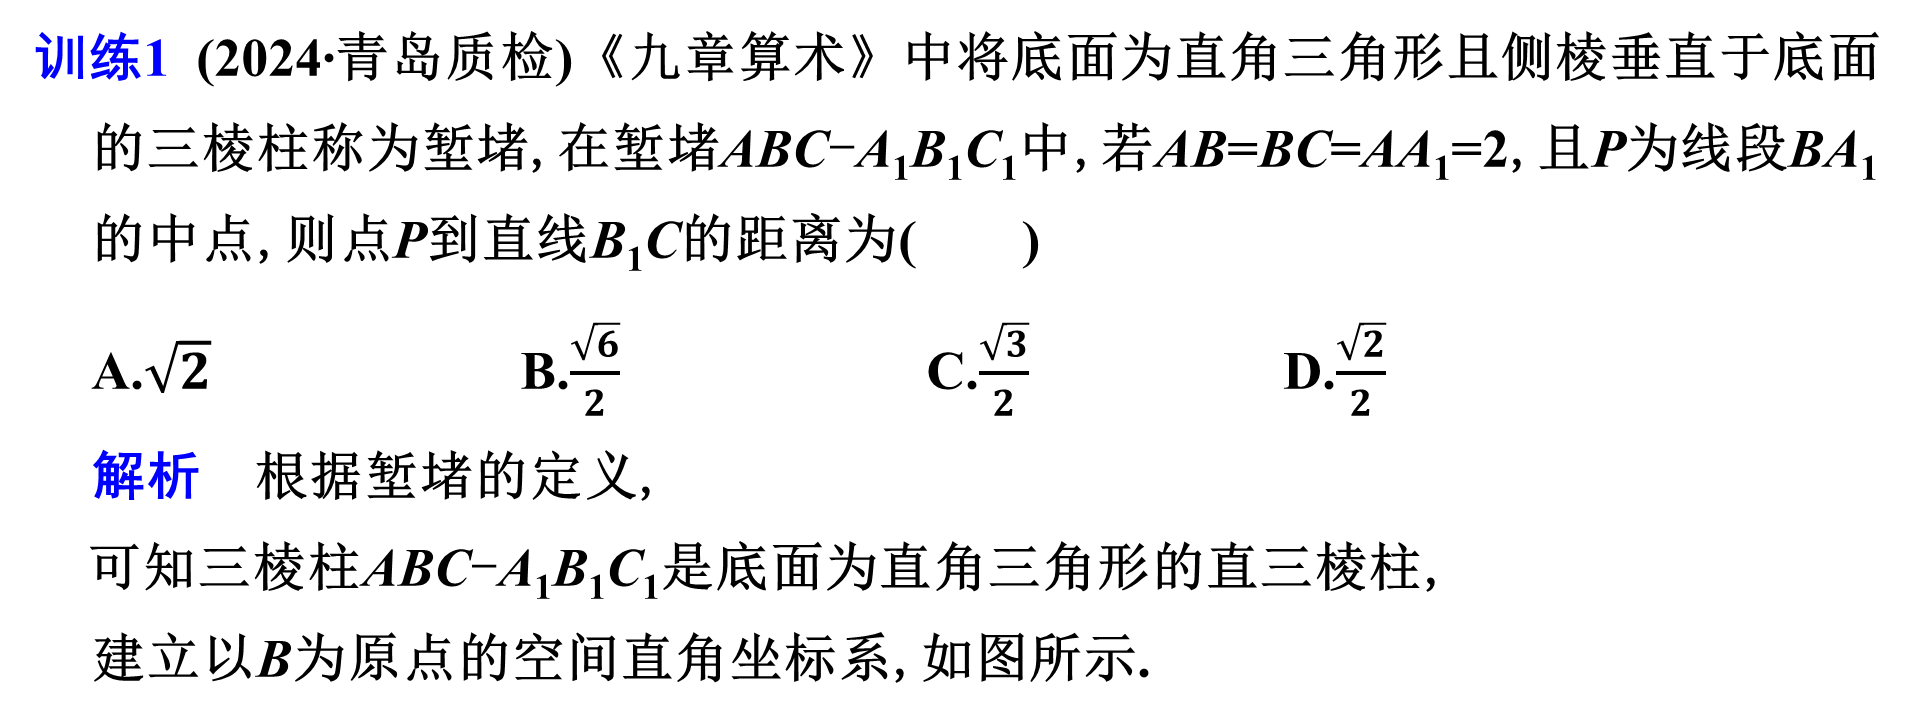 训练1 (2024·青岛质检)《九章算术》中将底面为直角三角形且侧棱垂直于底面
的三棱柱称为堑堵,在堑堵ABC-A₁B₁C₁中,若AB=BC=AA₁=2,且P为线段BA₁
的中点,则点P到直线B₁C的距离为(  )
A.√2 B.√6/2 C.√3/2 D.√2/2
解析 根据堑堵的定义,
可知三棱柱ABC-A₁B₁C₁是底面为直角三角形的直三棱柱,
建立以B为原点的空间直角坐标系,如图所示.